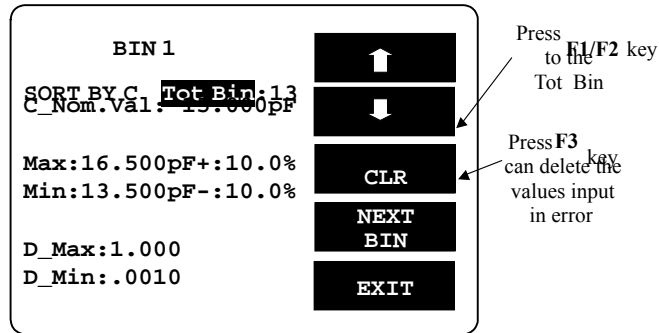 BIN 1
SORT BY C Tot Bin:13
C_Nom.Val: 15.000pF
Max:16.500pF+:10.0%
Min:13.500pF-:10.0%
D_Max:1.000
D_Min:.0010
CLR
NEXT
BIN
EXIT
Press F1/F2 key
to the
Tot Bin
Press F3 key
can delete the
values input
in error